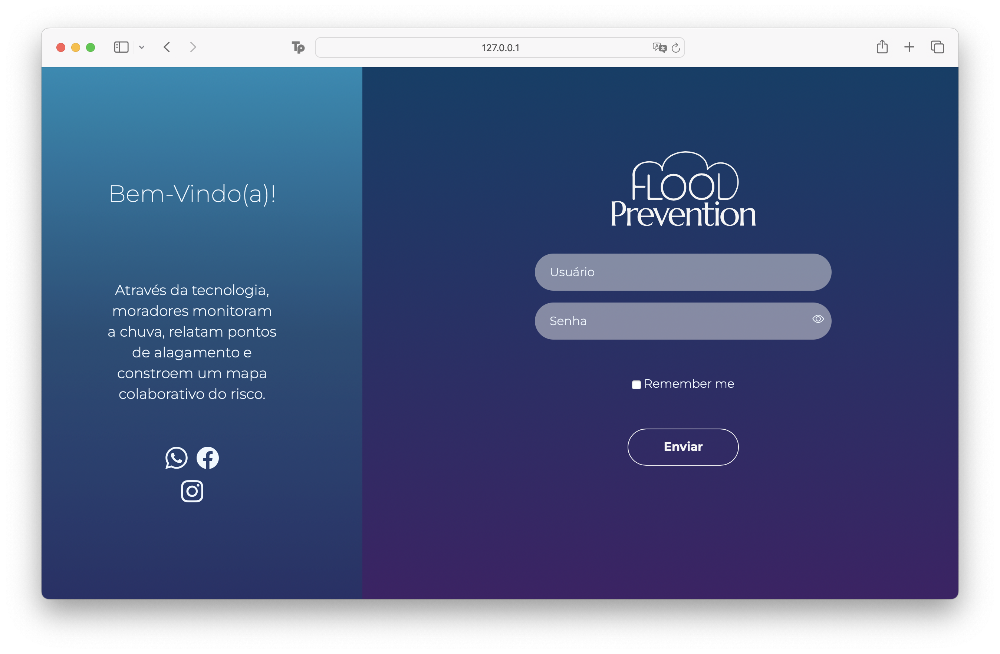 127.0.0.1
Bem-Vindo(a)!
Através da tecnologia,
moradores monitoram
a chuva, relatam pontos
de alagamento e
constroem um mapa
colaborativo do risco.
FLOOD
Prevention
Usuário
Senha
Remember me
Enviar